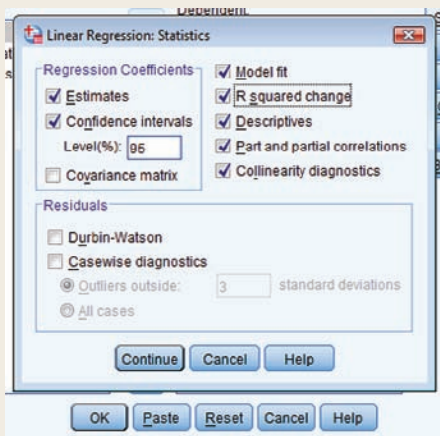 Dependent:
Linear Regression: Statistics
Regression Coefficients
Estimates
Confidence intervals
Level(%): 95
Covariance matrix
Model fit
R squared change
Descriptives
Part and partial correlations
Collinearity diagnostics
Residuals
Durbin-Watson
Casewise diagnostics
Outliers outside: 3 standard deviations
All cases
Continue Cancel Help
OK Paste Reset Cancel Help